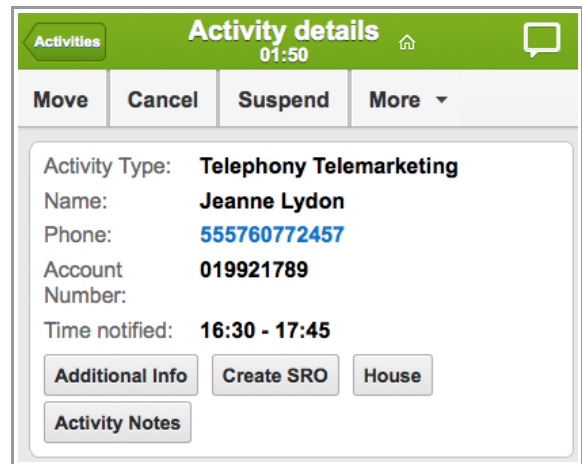 Activities
Activity details
01:50
Move Cancel Suspend More
Activity Type: Telephony Telemarketing
Name: Jeanne Lydon
Phone: 555760772457
Account 019921789
Number:
Time notified: 16:30 - 17:45
Additional Info Create SRO House
Activity Notes